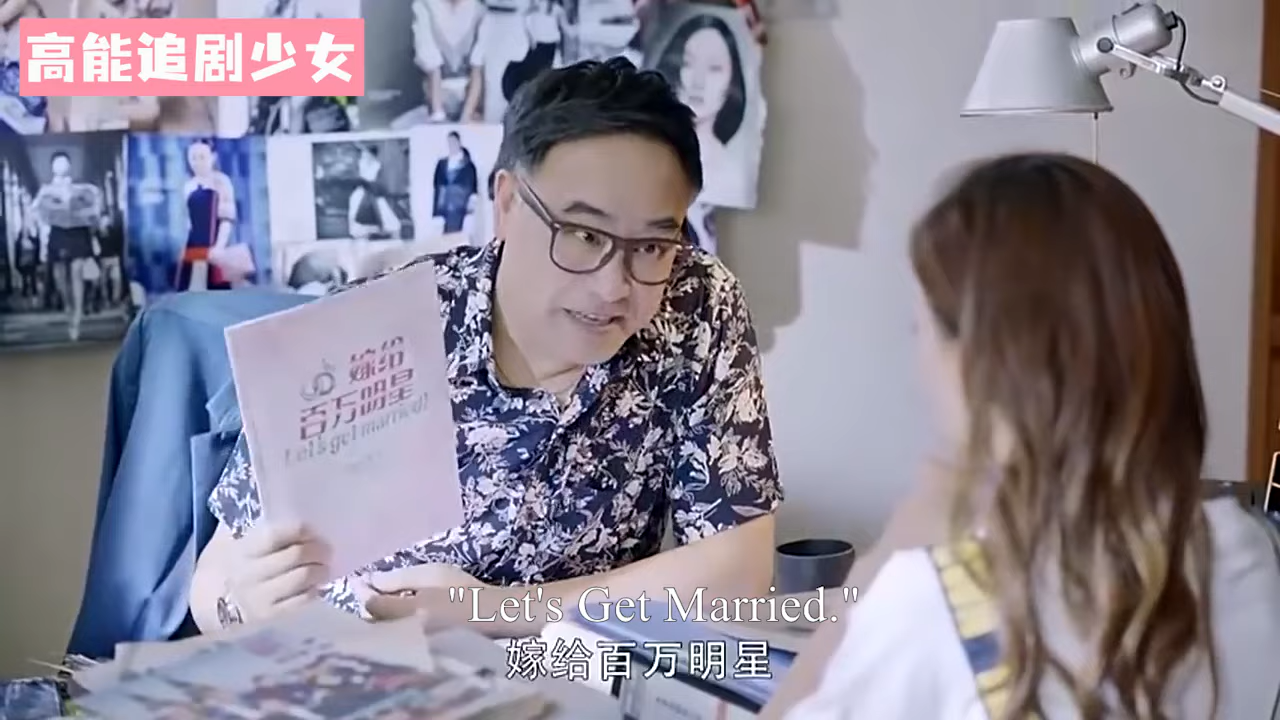 高能追剧少女
嫁给
百万明星
Let's get married!
"Let's Get Married."
嫁给百万明星